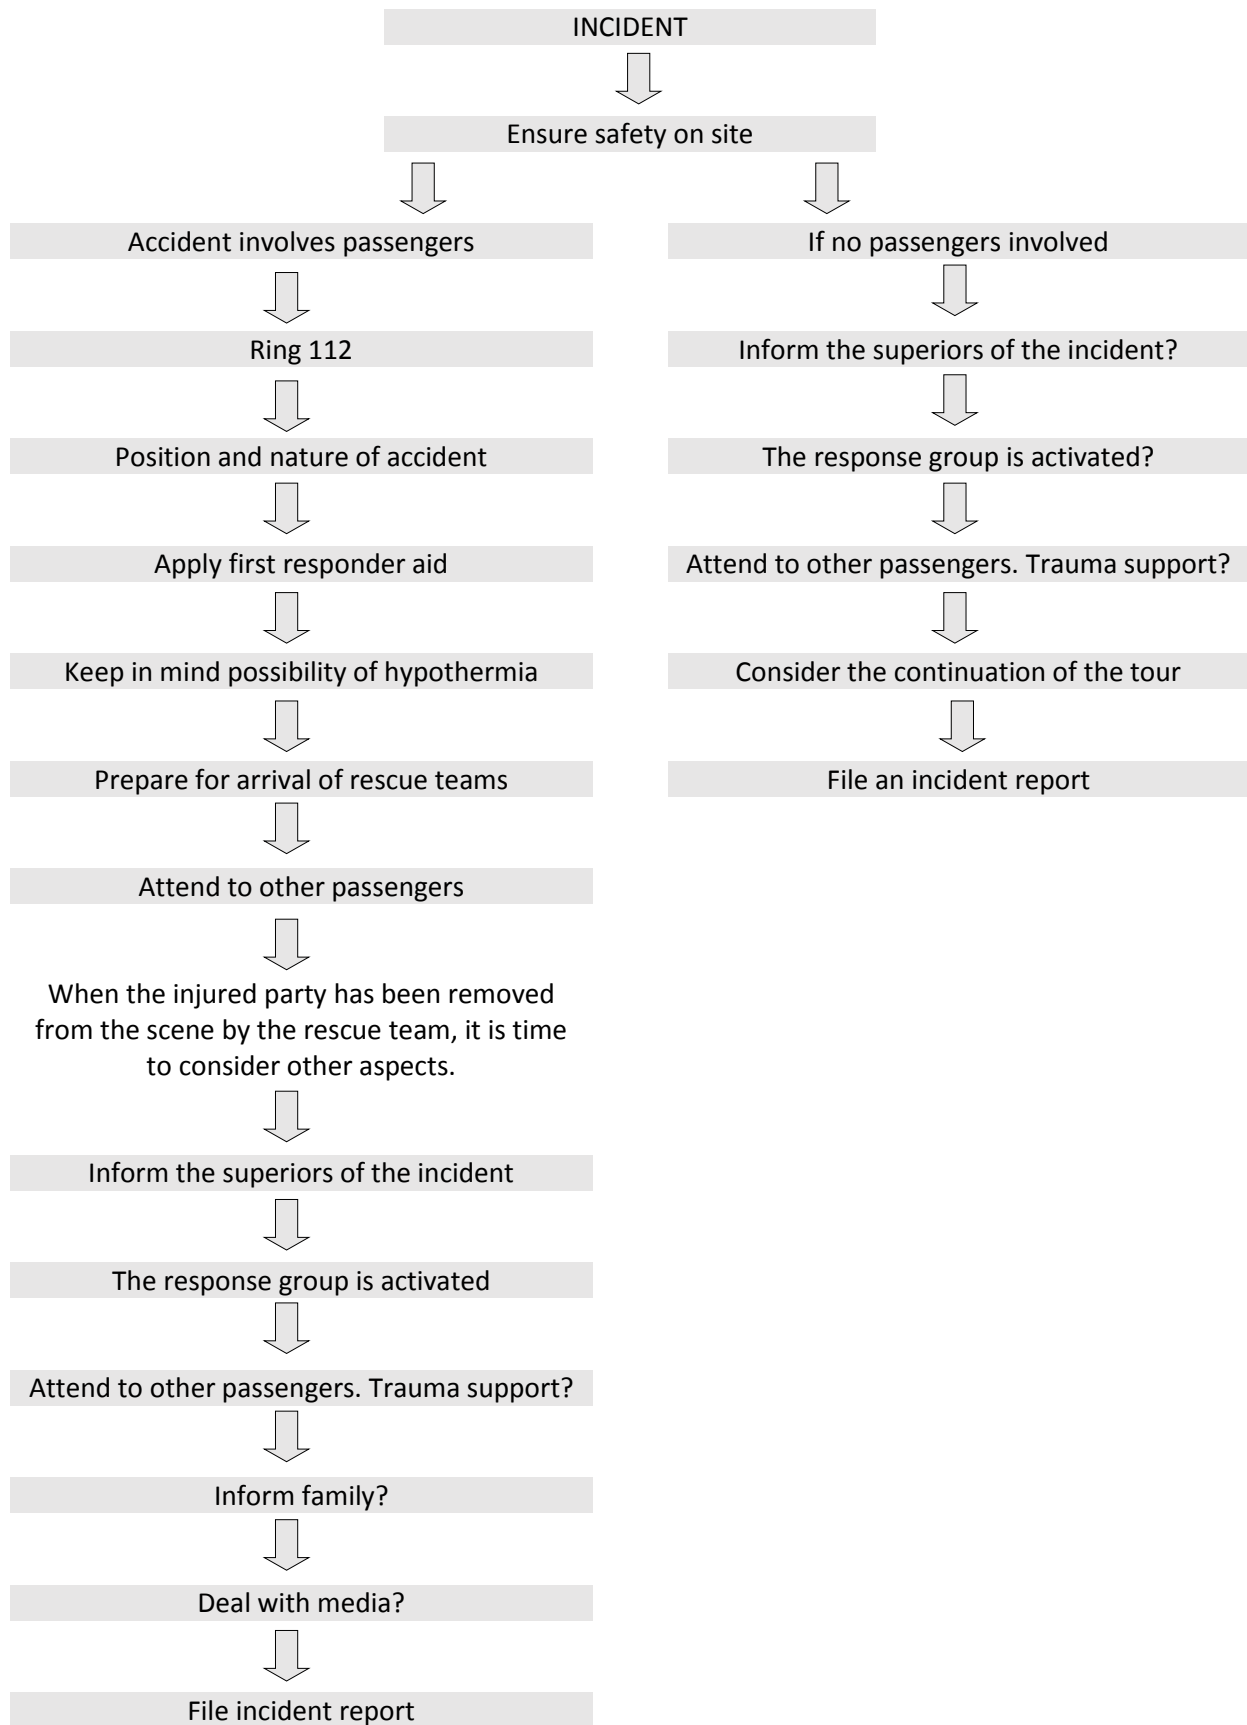 INCIDENT
Ensure safety on site
Accident involves passengers
Ring 112
Position and nature of accident
Apply first responder aid
Keep in mind possibility of hypothermia
Prepare for arrival of rescue teams
Attend to other passengers
When the injured party has been removed
from the scene by the rescue team, it is time
to consider other aspects.
Inform the superiors of the incident
The response group is activated
Attend to other passengers. Trauma support?
Inform family?
Deal with media?
File incident report
If no passengers involved
Inform the superiors of the incident?
The response group is activated?
Attend to other passengers. Trauma support?
Consider the continuation of the tour
File an incident report